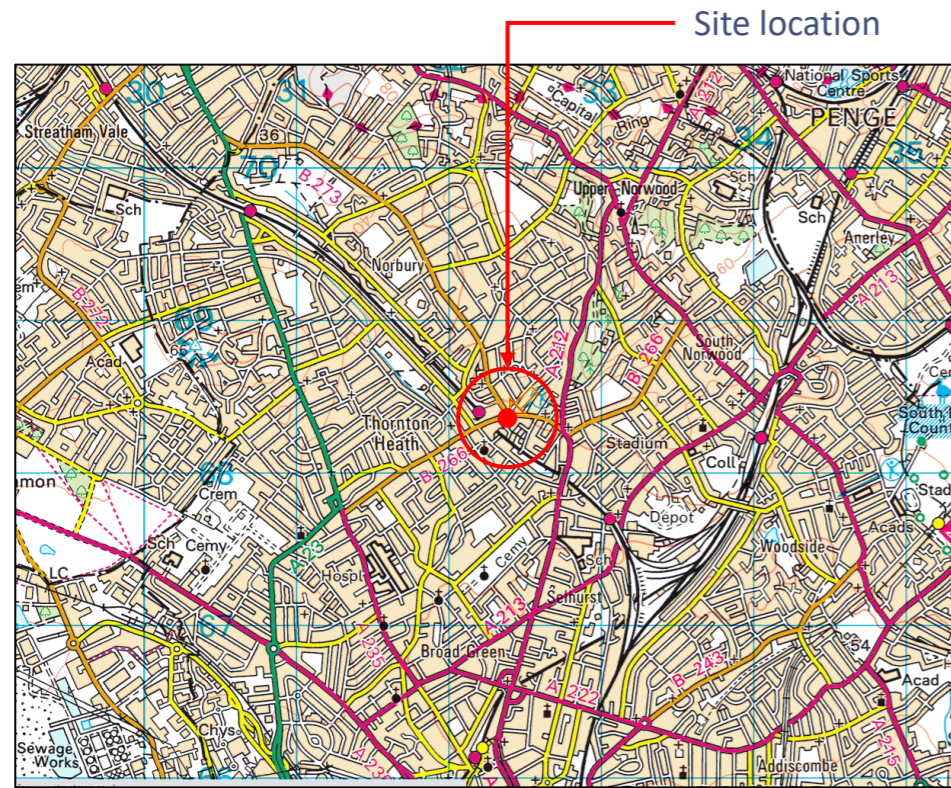 Site location
30
31
33
A 212
National Sports
Centre
Capital
Ring
PENGE
Streatham Vale
36
80
34
35
70
B 273
Sch
Upper Norwood
Sch
Sch
Norbury
60
Anerley
A 213
B 272
69
65
A 212
B 266
South
Norwood
Acad
Thornton
Heath
Stadium
B 266
Coll
68
Crem
Depot
Acads
Sch
Cemy
A 23
LC
Hospl
Cemy
Sch
Woodside
Selhurst
67
A 213
A 235
Broad Green
54
B 243
A 222
Acad
Chys
A 215
Sewage
Works
Addiscombe